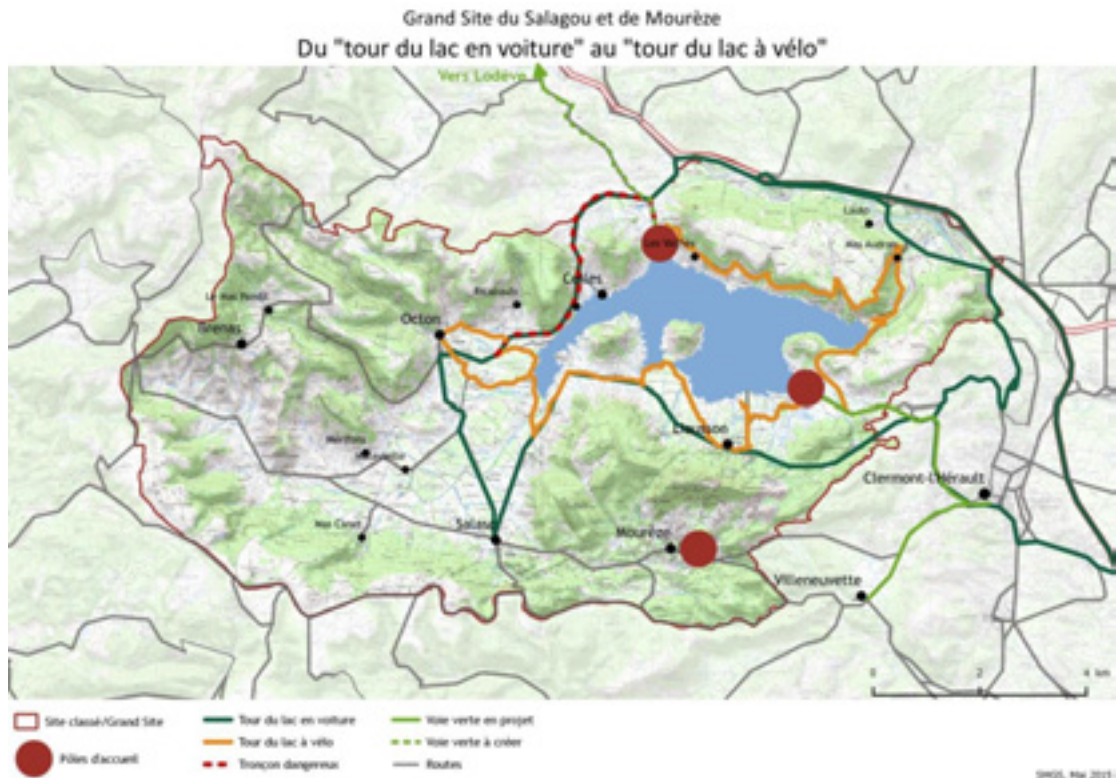 Grand Site du Salagou et de Mourèze
Du "tour du lac en voiture" au "tour du lac à vélo"
Vers Lodève
Celles
Octon
Brenas
Liausson
Clermont-l'Hérault
Salasc
Mourèze
Villeneuvette
0 2 4 km
Site classé/Grand Site
Tour du lac en voiture
Voie verte en projet
Pôles d'accueil
Tour du lac à vélo
Voie verte à créer
Tronçon dangereux
Routes
SMGS, Mai 2015